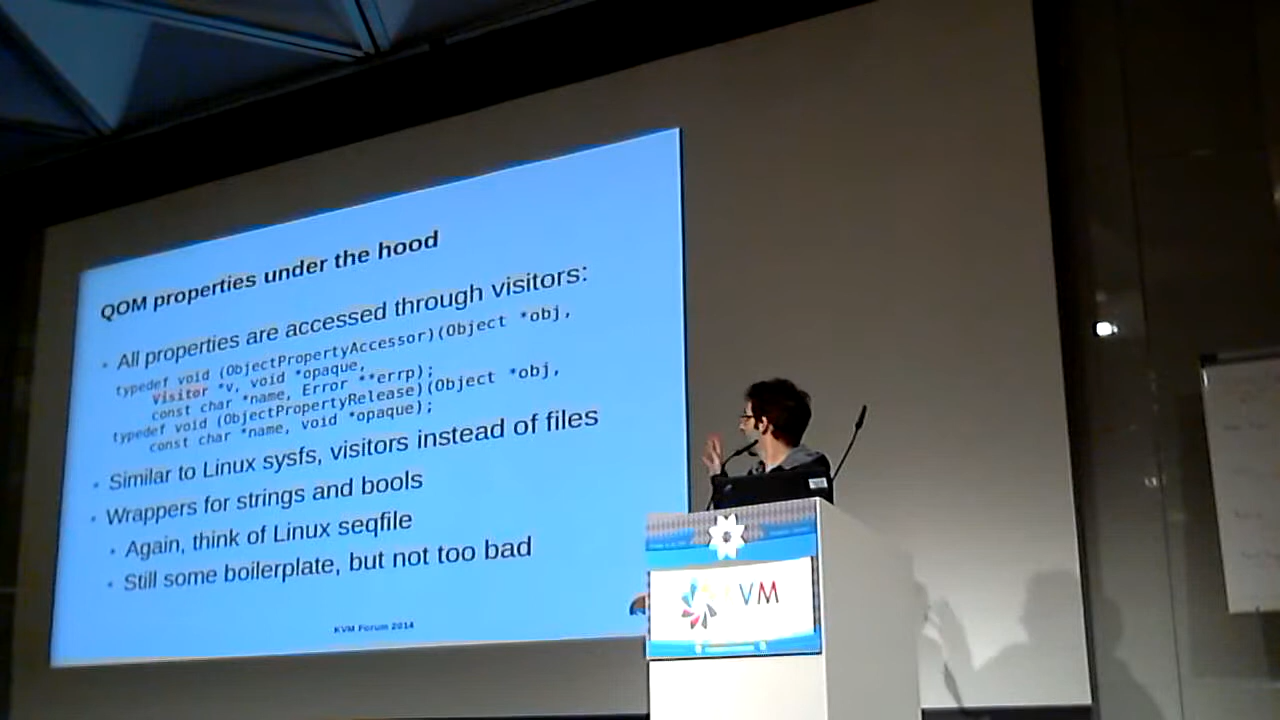 QOM properties under the hood
All properties are accessed through visitors:
typedef void (ObjectPropertyAccessor)(Object *obj,
Visitor *v, void *opaque,
const char *name, Error **errp);
typedef void (ObjectPropertyRelease)(Object *obj,
const char *name, void *opaque);
Similar to Linux sysfs, visitors instead of files
Wrappers for strings and bools
Again, think of Linux seqfile
Still some boilerplate, but not too bad
KVM Forum 2014
VM